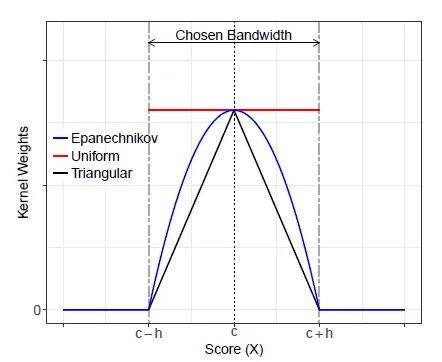 Chosen Bandwidth
Kernel Weights
Epanechnikov
Uniform
Triangular
0
c−h
c
c+h
Score (X)